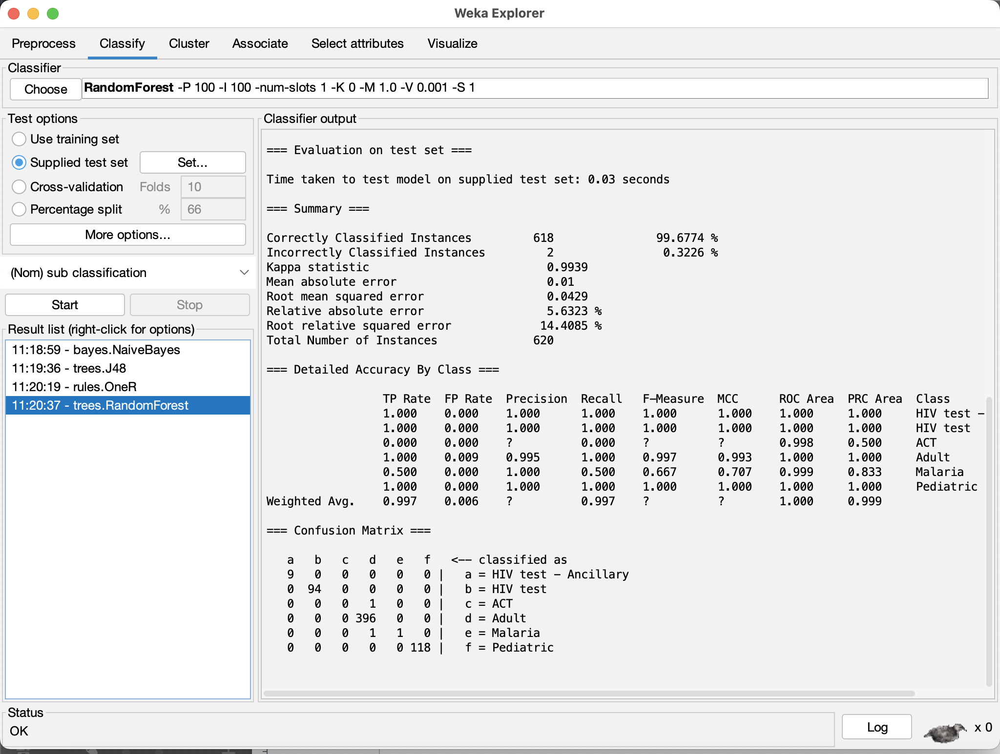 Weka Explorer
Preprocess Classify Cluster Associate Select attributes Visualize
Classifier
Choose RandomForest -P 100 -I 100 -num-slots 1 -K 0 -M 1.0 -V 0.001 -S 1
Test options
Use training set
Supplied test set Set...
Cross-validation Folds 10
Percentage split % 66
More options...
(Nom) sub classification
Start Stop
Result list (right-click for options)
11:18:59 - bayes.NaiveBayes
11:19:36 - trees.J48
11:20:19 - rules.OneR
11:20:37 - trees.RandomForest
Classifier output
=== Evaluation on test set ===
Time taken to test model on supplied test set: 0.03 seconds
=== Summary ===
Correctly Classified Instances 618 99.6774 %
Incorrectly Classified Instances 2 0.3226 %
Kappa statistic 0.9939
Mean absolute error 0.01
Root mean squared error 0.0429
Relative absolute error 5.6323 %
Root relative squared error 14.4085 %
Total Number of Instances 620
=== Detailed Accuracy By Class ===
TP Rate FP Rate Precision Recall F-Measure MCC ROC Area PRC Area Class
1.000 0.000 1.000 1.000 1.000 1.000 1.000 1.000 HIV test -
1.000 0.000 1.000 1.000 1.000 1.000 1.000 1.000 HIV test
0.000 0.000 ? 0.000 ? ? 0.998 0.500 ACT
1.000 0.009 0.995 1.000 0.997 0.993 1.000 1.000 Adult
0.500 0.000 1.000 0.500 0.667 0.707 0.999 0.833 Malaria
1.000 0.000 1.000 1.000 1.000 1.000 1.000 1.000 Pediatric
Weighted Avg. 0.997 0.006 ? 0.997 ? ? 1.000 0.999
=== Confusion Matrix ===
a b c d e f <-- classified as
9 0 0 0 0 0 | a = HIV test - Ancillary
0 94 0 0 0 0 | b = HIV test
0 0 0 1 0 0 | c = ACT
0 0 0 396 0 0 | d = Adult
0 0 0 1 1 0 | e = Malaria
0 0 0 0 0 118 | f = Pediatric
Status
OK
Log x 0